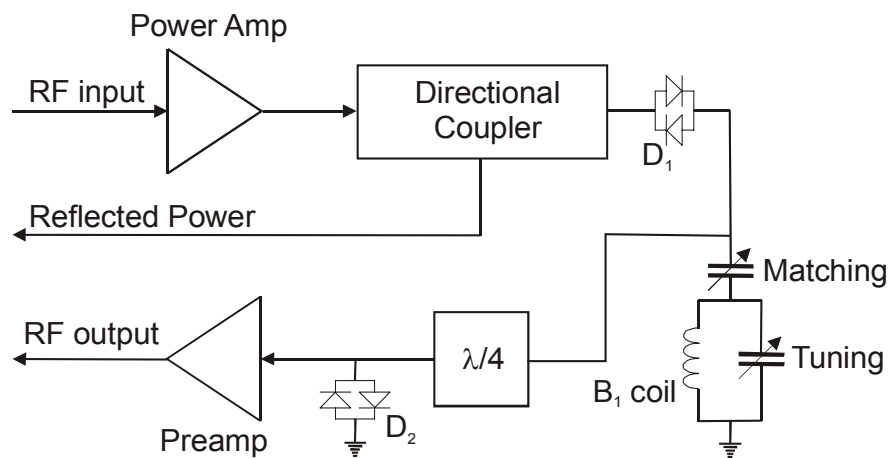 Power Amp
RF input
Directional
Coupler
D₁
Reflected Power
Matching
RF output
λ/4
Tuning
B₁ coil
D₂
Preamp